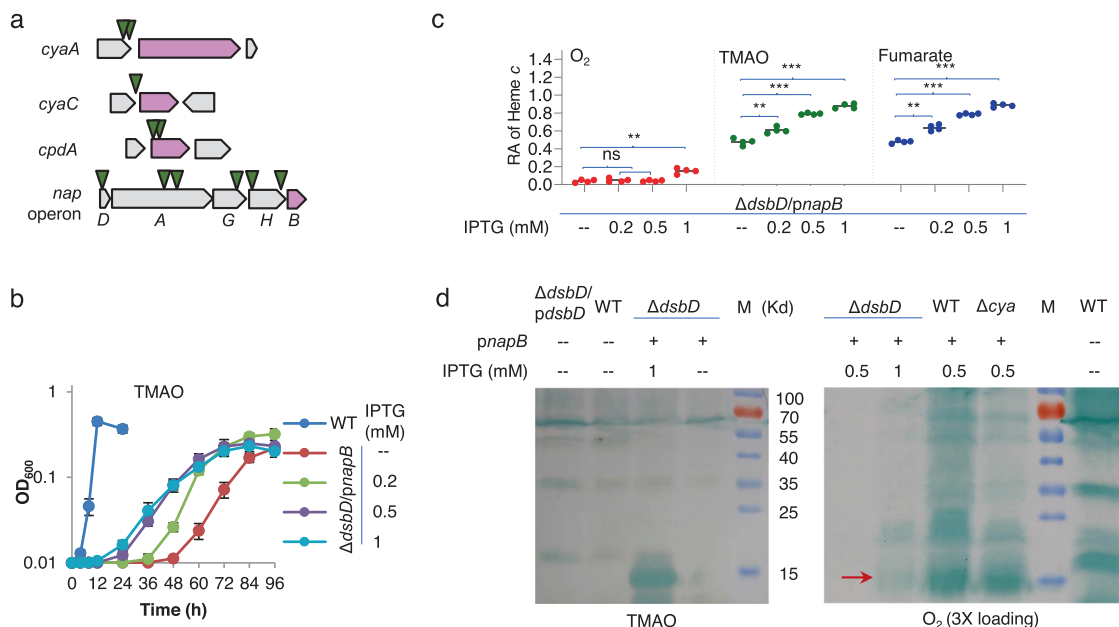 a
cyaA
cyaC
cpdA
nap
operon
D A G H B
b
TMAO
1
0.1
0.01
OD600
0 12 24 36 48 60 72 84 96
Time (h)
WT
IPTG
(mM)
--
0.2
0.5
1
ΔdsbD/pnapB
c
O2 TMAO Fumarate
RA of Heme c
1.4
1.2
1.0
0.8
0.6
0.4
0.2
0.0
ns ** ** *** *** ** *** ***
ΔdsbD/pnapB
IPTG (mM) -- 0.2 0.5 1 -- 0.2 0.5 1 -- 0.2 0.5 1
d
ΔdsbD/
pdsbD WT ΔdsbD M (Kd) ΔdsbD WT Δcya M WT
pnapB -- -- + + + + + + --
IPTG (mM) -- -- 1 -- 0.5 1 0.5 0.5 --
100
70
55
40
35
25
15
TMAO O2 (3X loading)